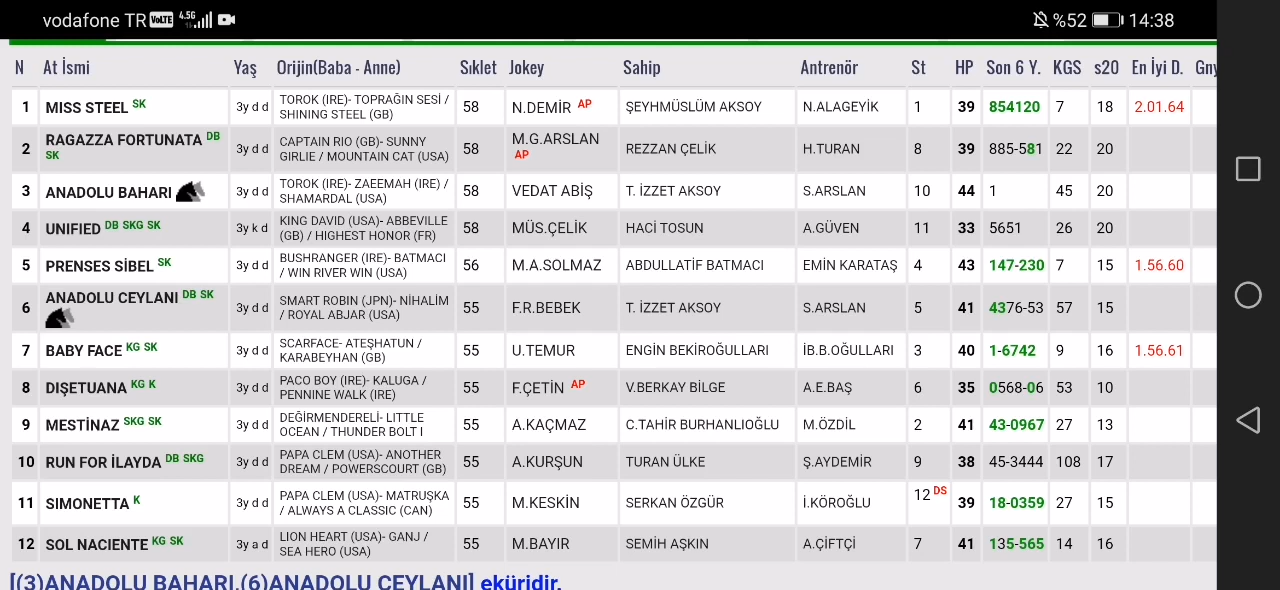 vodafone TR VoLTE 4.5G %52 14:38
N At İsmi Yaş Orijin(Baba - Anne) Sıklet Jokey Sahip Antrenör St HP Son 6 Y. KGS s20 En İyi D. Gny
1 MISS STEEL SK 3y d d TOROK (IRE)- TOPRAĞIN SESİ / SHINING STEEL (GB) 58 N.DEMİR AP ŞEYHMÜSLÜM AKSOY N.ALAGEYİK 1 39 854120 7 18 2.01.64
2 RAGAZZA FORTUNATA DB SK 3y d d CAPTAIN RIO (GB)- SUNNY GIRLIE / MOUNTAIN CAT (USA) 58 M.G.ARSLAN AP REZZAN ÇELİK H.TURAN 8 39 885-581 22 20
3 ANADOLU BAHARI 3y d d TOROK (IRE)- ZAEEMAH (IRE) / SHAMARDAL (USA) 58 VEDAT ABİŞ T. İZZET AKSOY S.ARSLAN 10 44 1 45 20
4 UNIFIED DB SKG SK 3y k d KING DAVID (USA)- ABBEVILLE (GB) / HIGHEST HONOR (FR) 58 MÜS.ÇELİK HACİ TOSUN A.GÜVEN 11 33 5651 26 20
5 PRENSES SİBEL SK 3y d d BUSHRANGER (IRE)- BATMACI / WIN RIVER WIN (USA) 56 M.A.SOLMAZ ABDULLATİF BATMACI EMİN KARATAŞ 4 43 147-230 7 15 1.56.60
6 ANADOLU CEYLANI DB SK 3y d d SMART ROBIN (JPN)- NİHALİM / ROYAL ABJAR (USA) 55 F.R.BEBEK T. İZZET AKSOY S.ARSLAN 5 41 4376-53 57 15
7 BABY FACE KG SK 3y d d SCARFACE- ATEŞHATUN / KARABEYHAN (GB) 55 U.TEMUR ENGİN BEKİROĞULLARI İB.B.OĞULLARI 3 40 1-6742 9 16 1.56.61
8 DIŞETUANA KG K 3y d d PACO BOY (IRE)- KALUGA / PENNINE WALK (IRE) 55 F.ÇETİN AP V.BERKAY BİLGE A.E.BAŞ 6 35 0568-06 53 10
9 MESTİNAZ SKG SK 3y d d DEĞİRMENDERELİ- LITTLE OCEAN / THUNDER BOLT I 55 A.KAÇMAZ C.TAHİR BURHANLIOĞLU M.ÖZDİL 2 41 43-0967 27 13
10 RUN FOR İLAYDA DB SKG 3y d d PAPA CLEM (USA)- ANOTHER DREAM / POWERSCOURT (GB) 55 A.KURŞUN TURAN ÜLKE Ş.AYDEMİR 9 38 45-3444 108 17
11 SIMONETTA K 3y d d PAPA CLEM (USA)- MATRUŞKA / ALWAYS A CLASSIC (CAN) 55 M.KESKİN SERKAN ÖZGÜR İ.KÖROĞLU 12 DS 39 18-0359 27 15
12 SOL NACIENTE KG SK 3y a d LION HEART (USA)- GANJ / SEA HERO (USA) 55 M.BAYIR SEMİH AŞKIN A.ÇİFTÇİ 7 41 135-565 14 16
[(3)ANADOLU BAHARI,(6)ANADOLU CEYLANI] eküridir.